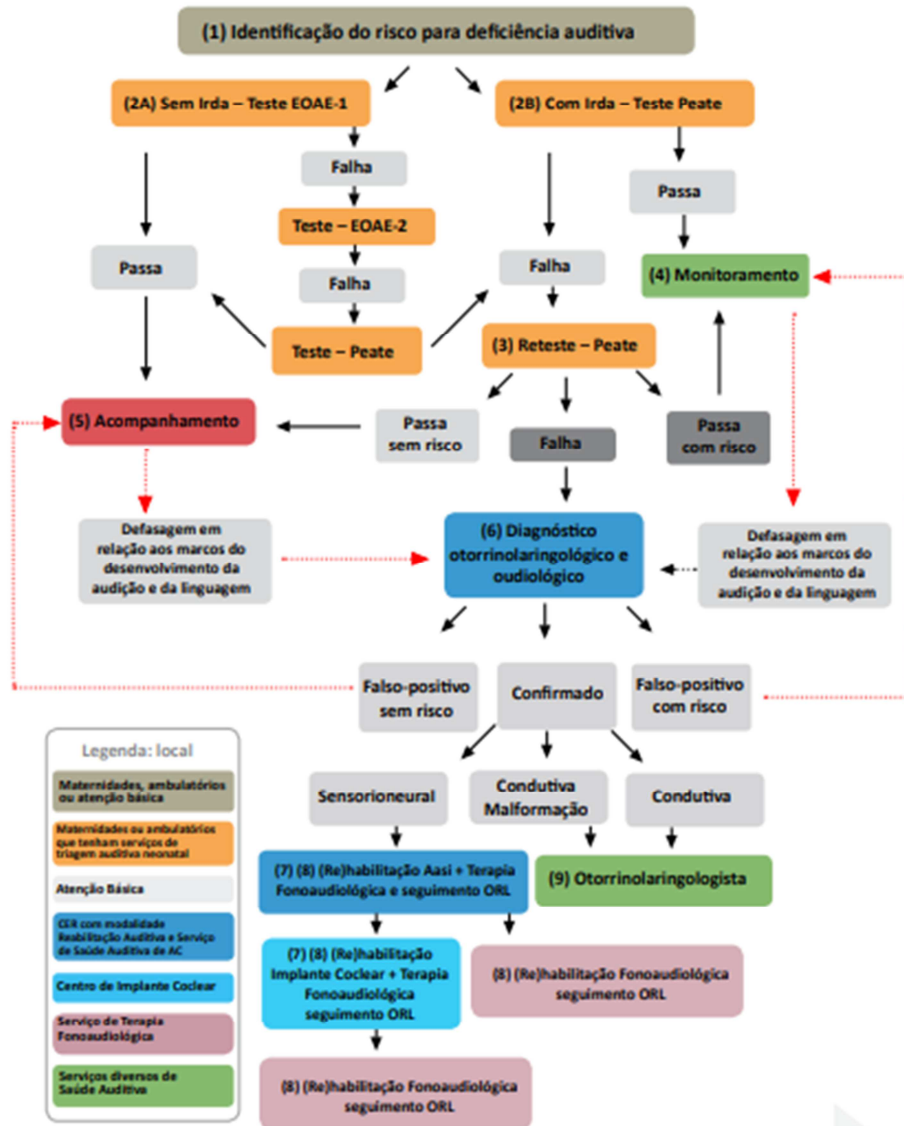 (1) Identificação do risco para deficiência auditiva
(2A) Sem Irda – Teste EOAE-1
(2B) Com Irda – Teste Peate
Falha
Passa
Teste – EOAE-2
Passa
Falha
Falha
(4) Monitoramento
Teste – Peate
(3) Reteste – Peate
(5) Acompanhamento
Passa
sem risco
Falha
Passa
com risco
Defasagem em
relação aos marcos do
desenvolvimento da
audição e da linguagem
(6) Diagnóstico
otorrinolaringológico e
oudiológico
Defasagem em
relação aos marcos do
desenvolvimento da
audição e da linguagem
Falso-positivo
sem risco
Confirmado
Falso-positivo
com risco
Sensorioneural
Condutiva
Malformação
Condutiva
(7) (8) (Re)habilitação Aasi + Terapia
Fonoaudiológica e seguimento ORL
(9) Otorrinolaringologista
(7) (8) (Re)habilitação
Implante Coclear + Terapia
Fonoaudiológica
seguimento ORL
(8) (Re)habilitação Fonoaudiológica
seguimento ORL
(8) (Re)habilitação Fonoaudiológica
seguimento ORL
Legenda: local
Maternidades, ambulatórios
ou atenção básica
Maternidades ou ambulatórios
que tenham serviços de
triagem auditiva neonatal
Atenção Básica
CER com modalidade
Reabilitação Auditiva e Serviço
de Saúde Auditiva de AC
Centro de Implante Coclear
Serviço de Terapia
Fonoaudiológica
Serviços diversos de
Saúde Auditiva